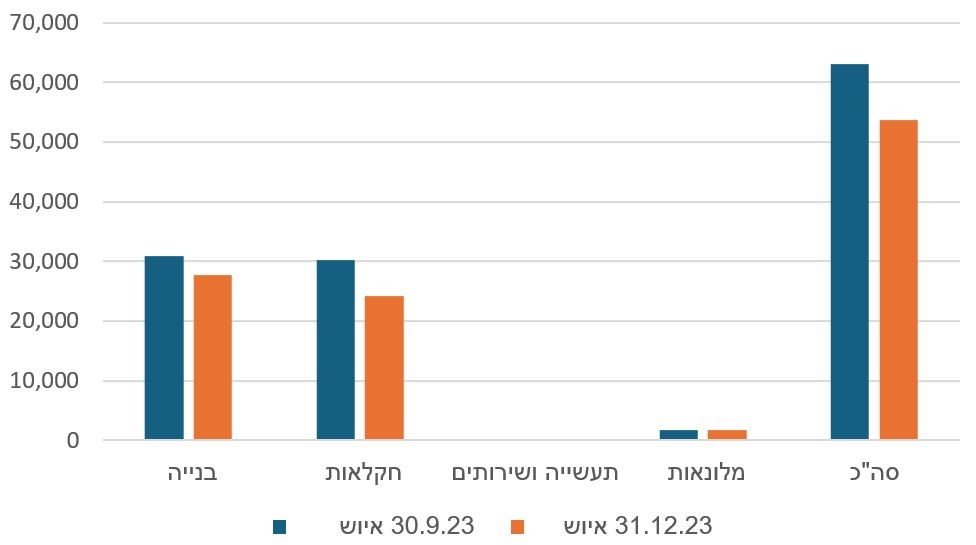 70,000
60,000
50,000
40,000
30,000
20,000
10,000
0
בנייה
חקלאות
תעשייה ושירותים
מלונאות
סה"כ
איוש 30.9.23
איוש 31.12.23